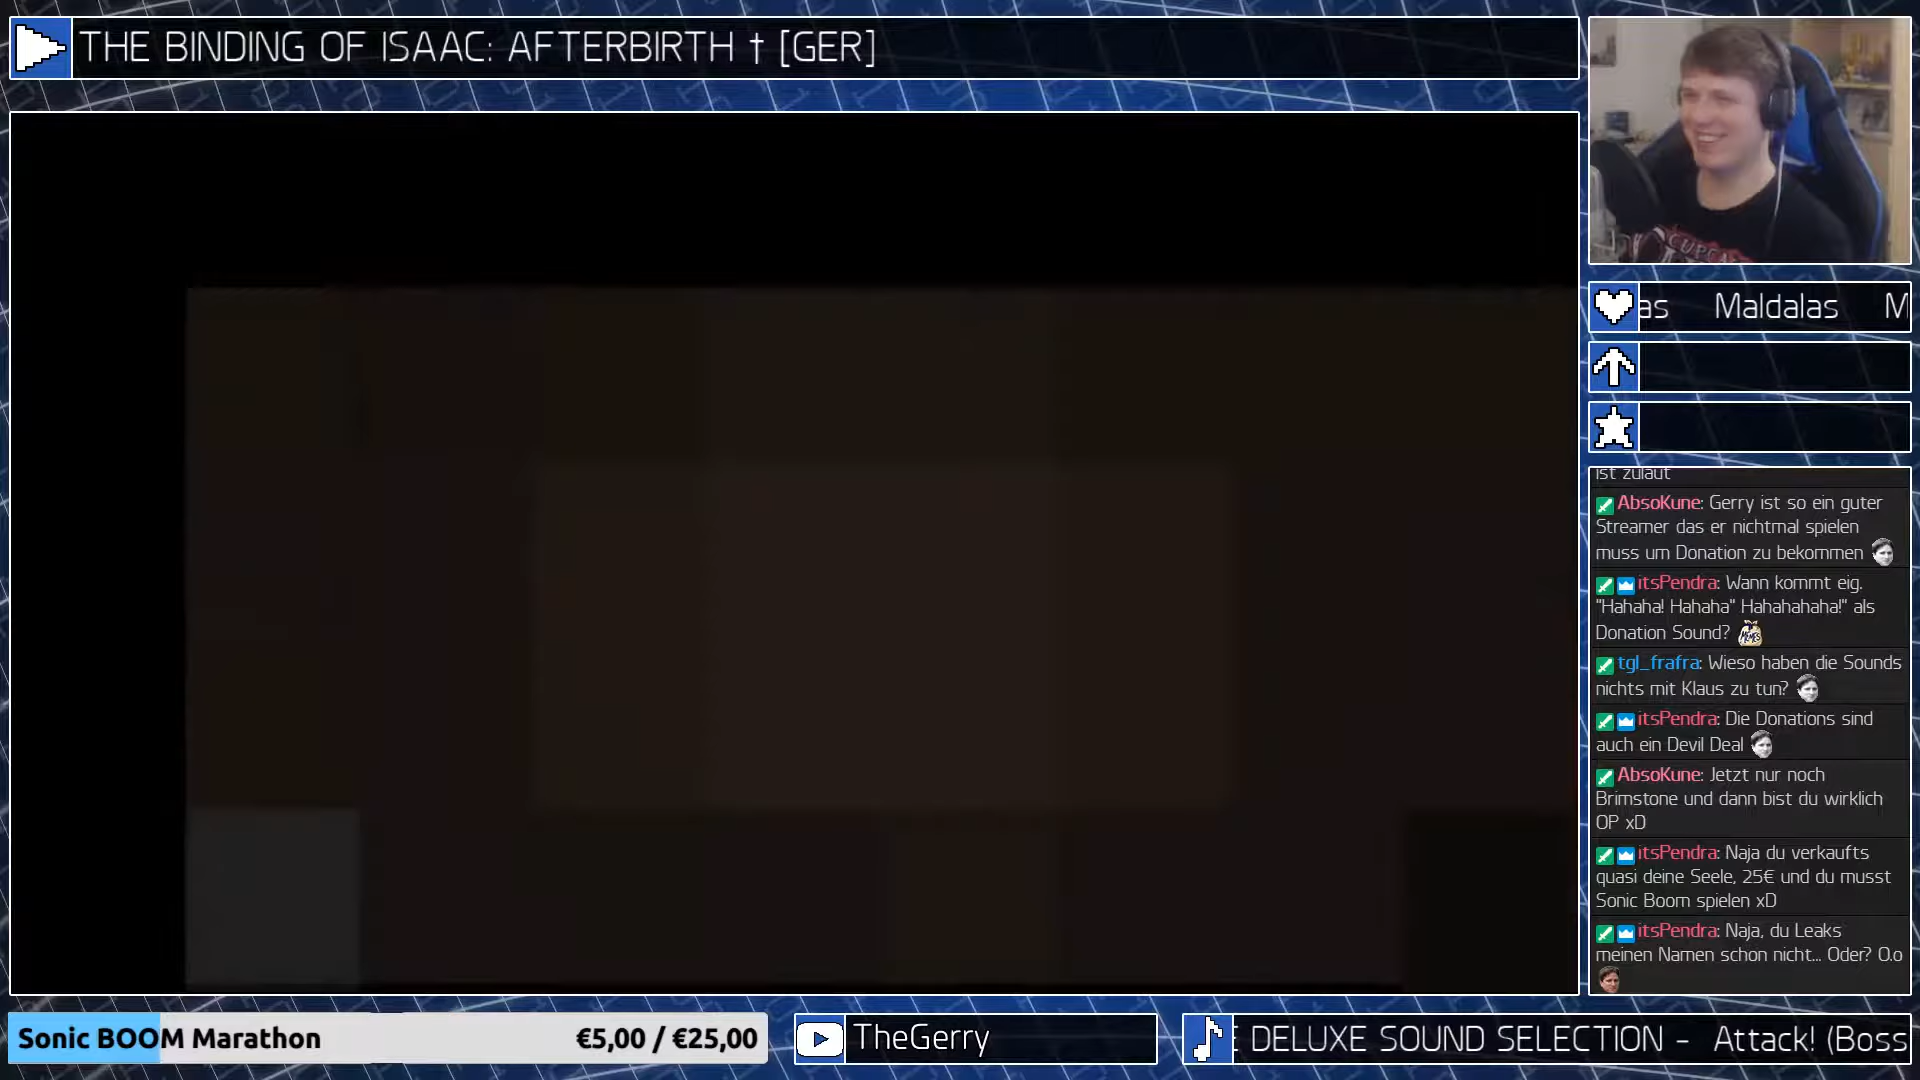 THE BINDING OF ISAAC: AFTERBIRTH † [GER]
CUPCA
as Maldalas M
ist zulaut
AbsoKune: Gerry ist so ein guter
Streamer das er nichtmal spielen
muss um Donation zu bekommen
itsPendra: Wann kommt eig.
"Hahaha! Hahaha" Hahahahaha!" als
Donation Sound?
MEMES
tgl_frafra: Wieso haben die Sounds
nichts mit Klaus zu tun?
itsPendra: Die Donations sind
auch ein Devil Deal
AbsoKune: Jetzt nur noch
Brimstone und dann bist du wirklich
OP xD
itsPendra: Naja du verkaufts
quasi deine Seele, 25€ und du musst
Sonic Boom spielen xD
itsPendra: Naja, du Leaks
meinen Namen schon nicht... Oder? O.o
Sonic BOOM Marathon €5,00 / €25,00
TheGerry
E DELUXE SOUND SELECTION - Attack! (Boss